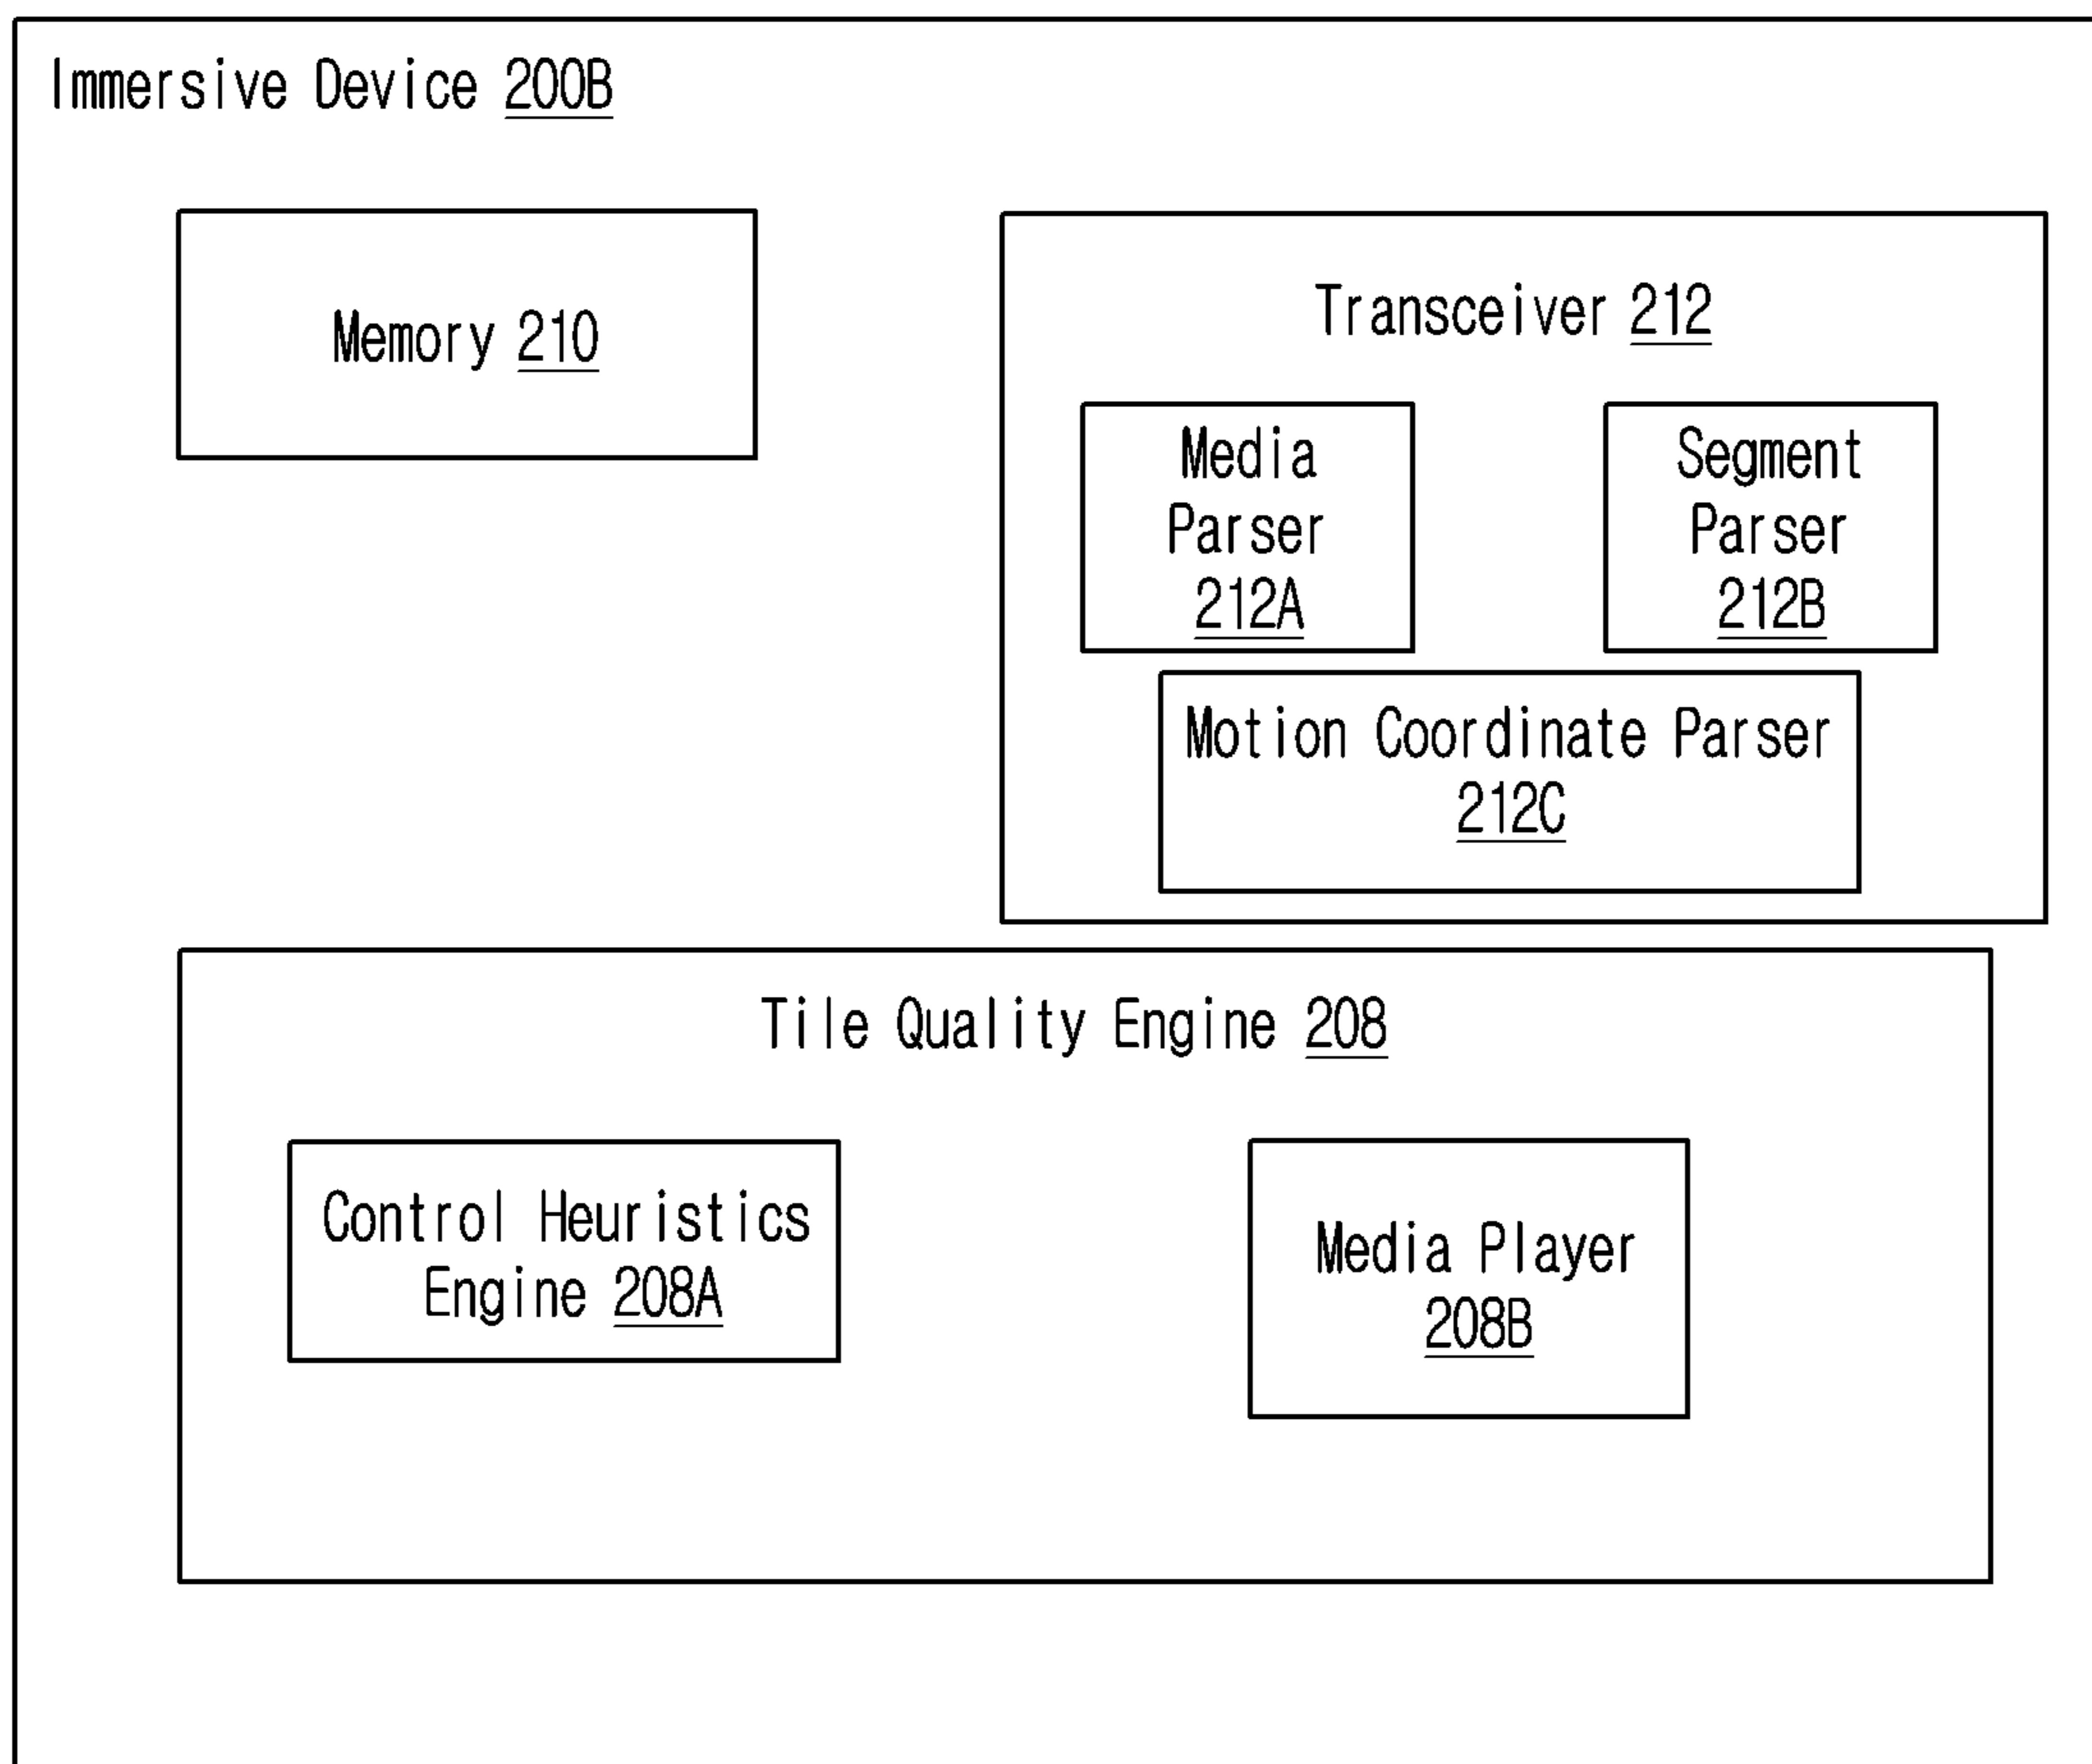 Immersive Device 200B
Memory 210
Transceiver 212
Media
Parser
212A
Segment
Parser
212B
Motion Coordinate Parser
212C
Tile Quality Engine 208
Control Heuristics
Engine 208A
Media Player
208B